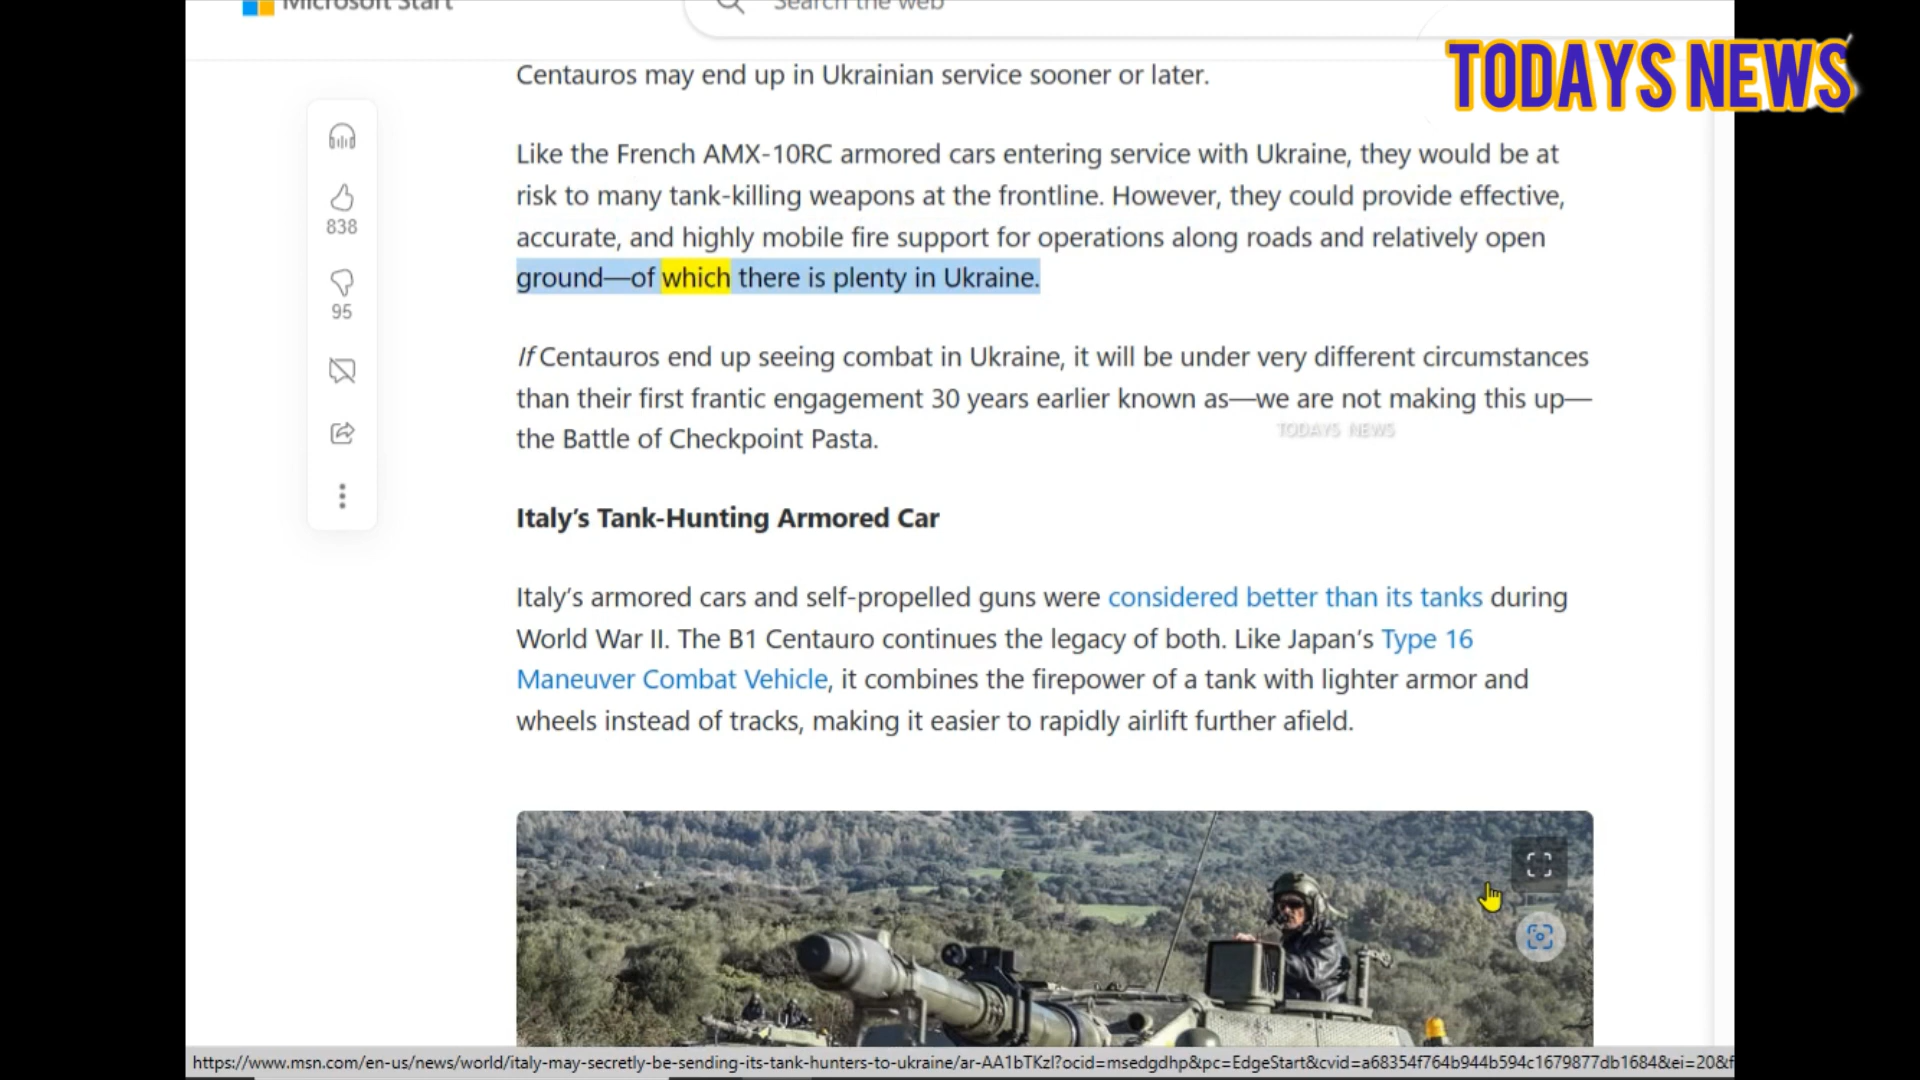 Microsoft Start
Search the web
TODAYS NEWS
Centauros may end up in Ukrainian service sooner or later.
Like the French AMX-10RC armored cars entering service with Ukraine, they would be at
risk to many tank-killing weapons at the frontline. However, they could provide effective,
accurate, and highly mobile fire support for operations along roads and relatively open
ground—of which there is plenty in Ukraine.
838
95
If Centauros end up seeing combat in Ukraine, it will be under very different circumstances
than their first frantic engagement 30 years earlier known as—we are not making this up—
the Battle of Checkpoint Pasta.
TODAYS NEWS
Italy’s Tank-Hunting Armored Car
Italy’s armored cars and self-propelled guns were considered better than its tanks during
World War II. The B1 Centauro continues the legacy of both. Like Japan’s Type 16
Maneuver Combat Vehicle, it combines the firepower of a tank with lighter armor and
wheels instead of tracks, making it easier to rapidly airlift further afield.
https://www.msn.com/en-us/news/world/italy-may-secretly-be-sending-its-tank-hunters-to-ukraine/ar-AA1bTKzl?ocid=msedgdhp&pc=EdgeStart&cvid=a68354f764b944b594c1679877db1684&ei=20&f